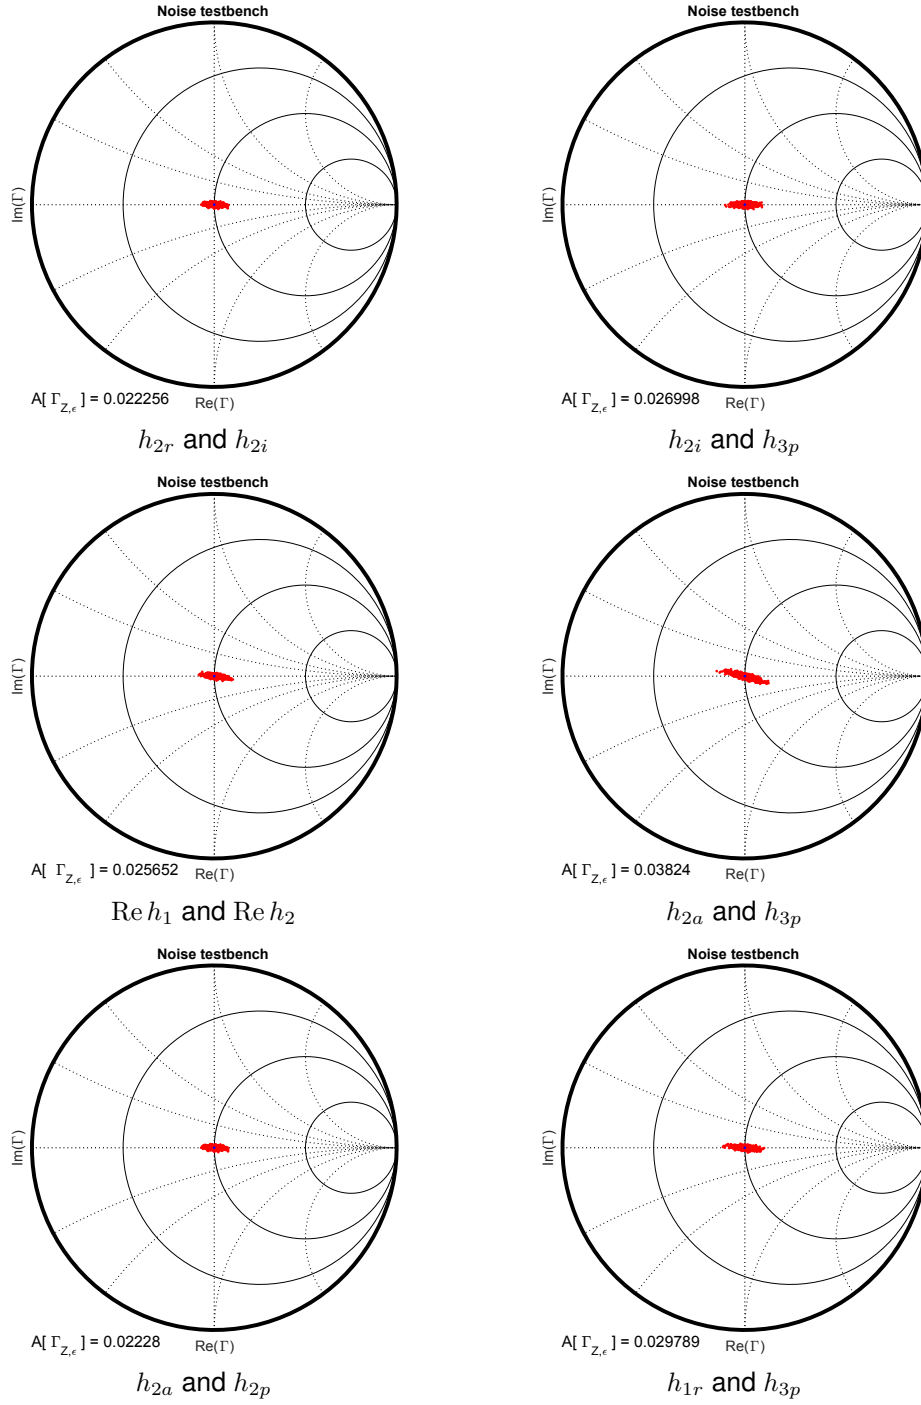 Noise testbench
Im(Γ)
A[ Γ_{Z,ϵ} ] = 0.022256
Re(Γ)
h_{2r} and h_{2i}
Noise testbench
Im(Γ)
A[ Γ_{Z,ϵ} ] = 0.026998
Re(Γ)
h_{2i} and h_{3p}
Noise testbench
Im(Γ)
A[ Γ_{Z,ϵ} ] = 0.025652
Re(Γ)
Re h_1 and Re h_2
Noise testbench
Im(Γ)
A[ Γ_{Z,ϵ} ] = 0.03824
Re(Γ)
h_{2a} and h_{3p}
Noise testbench
Im(Γ)
A[ Γ_{Z,ϵ} ] = 0.02228
Re(Γ)
h_{2a} and h_{2p}
Noise testbench
Im(Γ)
A[ Γ_{Z,ϵ} ] = 0.029789
Re(Γ)
h_{1r} and h_{3p}